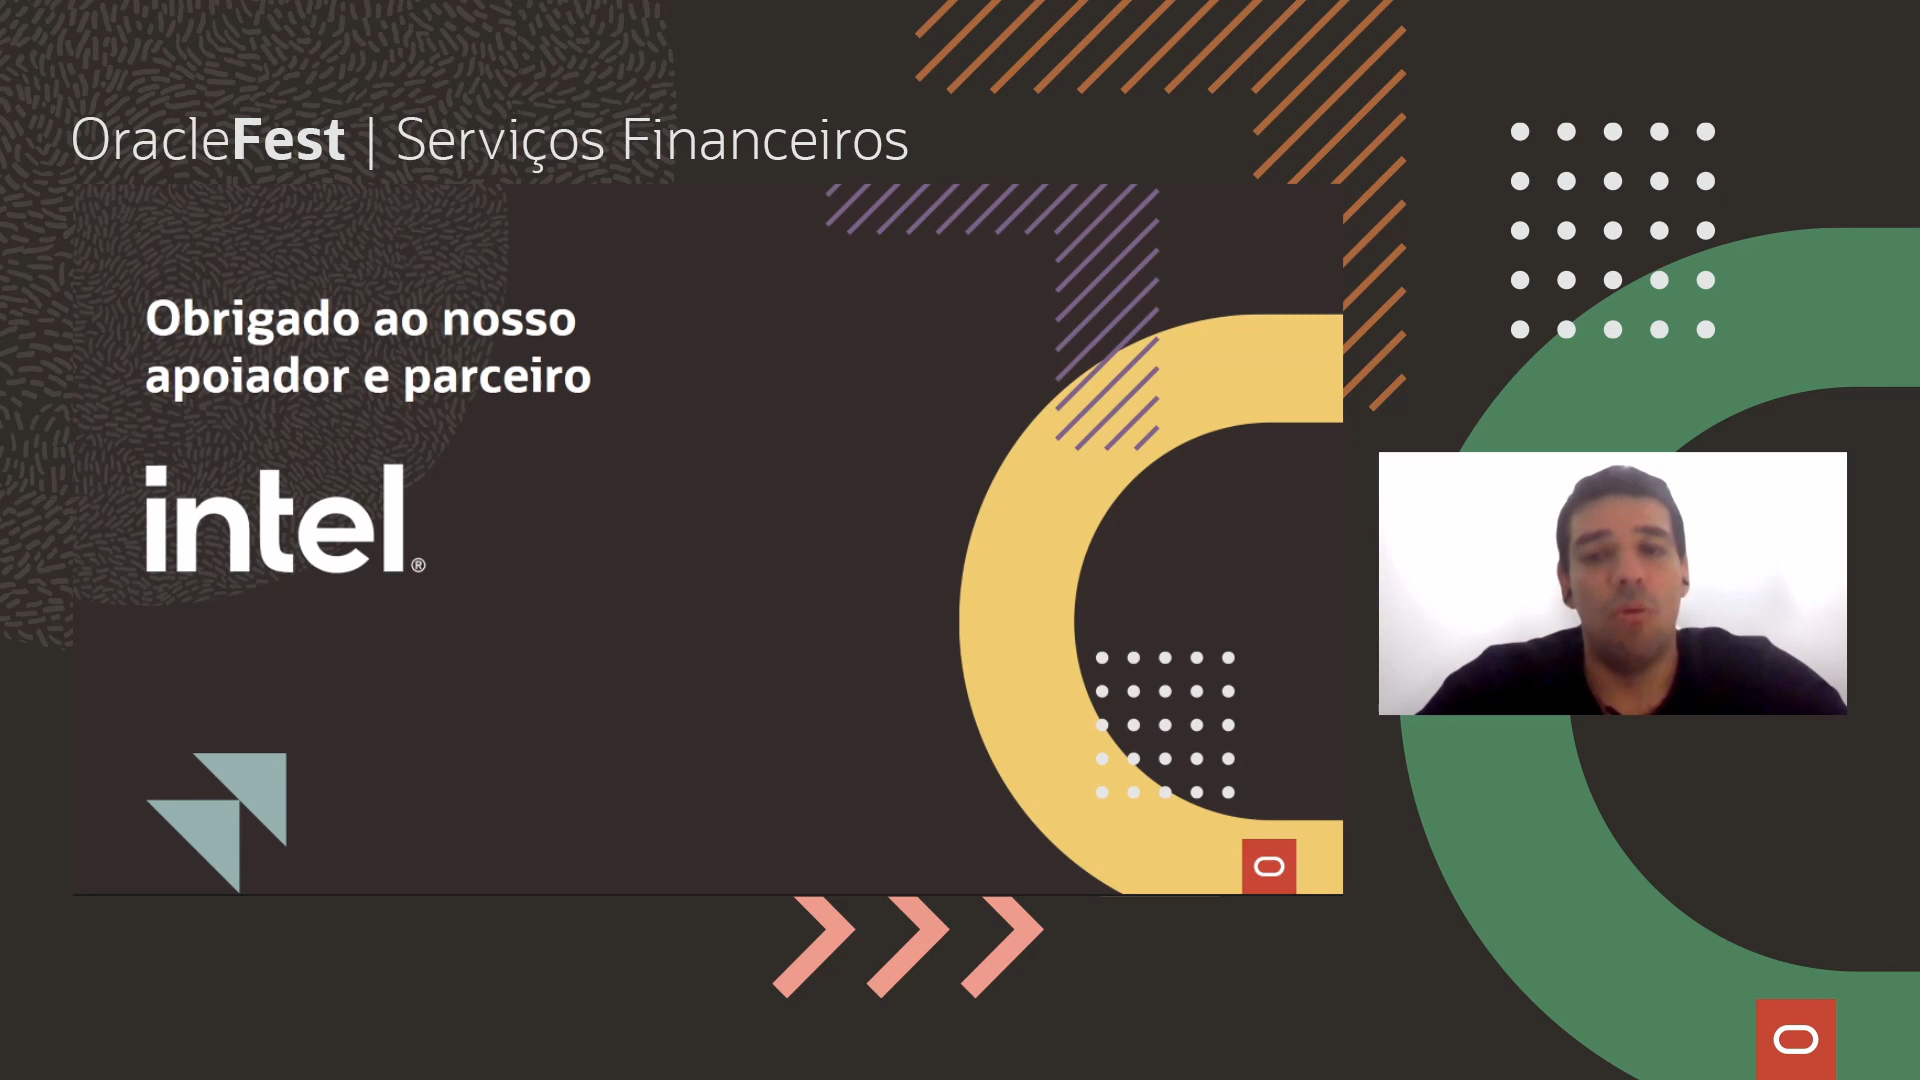 OracleFest | Serviços Financeiros
Obrigado ao nosso
apoiador e parceiro
intel®